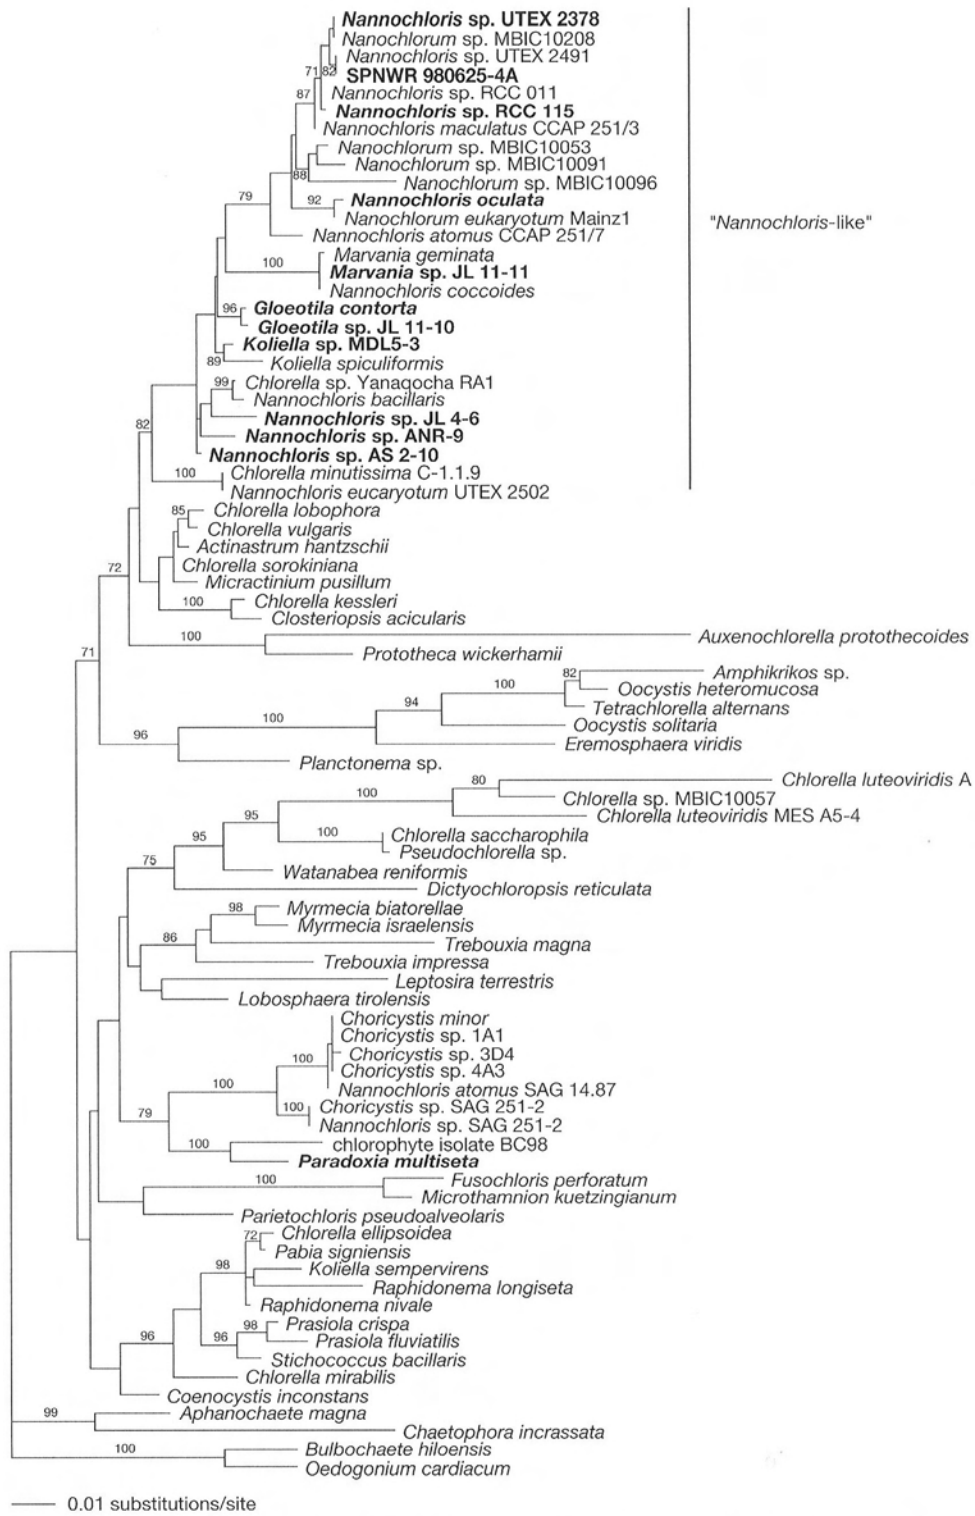 Nannochloris sp. UTEX 2378
Nanochlorum sp. MBIC10208
Nannochloris sp. UTEX 2491
71 82
SPNWR 980625-4A
87
Nannochloris sp. RCC 011
Nannochloris sp. RCC 115
Nannochloris maculatus CCAP 251/3
Nanochlorum sp. MBIC10053
Nanochlorum sp. MBIC10091
88
Nanochlorum sp. MBIC10096
79
92
Nannochloris oculata
Nanochlorum eukaryotum Mainz1
"Nannochloris-like"
Nannochloris atomus CCAP 251/7
Marvania geminata
100
Marvania sp. JL 11-11
Nannochloris coccoides
96
Gloeotila contorta
Gloeotila sp. JL 11-10
Koliella sp. MDL5-3
89
Koliella spiculiformis
99
Chlorella sp. Yanaqocha RA1
Nannochloris bacillaris
Nannochloris sp. JL 4-6
82
Nannochloris sp. ANR-9
Nannochloris sp. AS 2-10
100
Chlorella minutissima C-1.1.9
Nannochloris eucaryotum UTEX 2502
85
Chlorella lobophora
Chlorella vulgaris
Actinastrum hantzschii
72
Chlorella sorokiniana
Micractinium pusillum
100
Chlorella kessleri
Closteriopsis acicularis
100
Auxenochlorella protothecoides
71
Prototheca wickerhamii
82
Amphikrikos sp.
100
Oocystis heteromucosa
94
Tetrachlorella alternans
100
Oocystis solitaria
96
Eremosphaera viridis
Planctonema sp.
80
Chlorella luteoviridis A
100
Chlorella sp. MBIC10057
95
Chlorella luteoviridis MES A5-4
95
100
Chlorella saccharophila
Pseudochlorella sp.
75
Watanabea reniformis
Dictyochloropsis reticulata
98
Myrmecia biatorellae
Myrmecia israelensis
86
Trebouxia magna
Trebouxia impressa
Leptosira terrestris
Lobosphaera tirolensis
Choricystis minor
Choricystis sp. 1A1
100
Choricystis sp. 3D4
Choricystis sp. 4A3
100
Nannochloris atomus SAG 14.87
100
Choricystis sp. SAG 251-2
79
Nannochloris sp. SAG 251-2
100
chlorophyte isolate BC98
Paradoxia multiseta
100
Fusochloris perforatum
Microthamnion kuetzingianum
Parietochloris pseudoalveolaris
72
Chlorella ellipsoidea
Pabia signiensis
98
Koliella sempervirens
Raphidonema longiseta
Raphidonema nivale
98
Prasiola crispa
96
96
Prasiola fluviatilis
Stichococcus bacillaris
Chlorella mirabilis
Coenocystis inconstans
99
Aphanochaete magna
Chaetophora incrassata
100
Bulbochaete hiloensis
Oedogonium cardiacum
0.01 substitutions/site